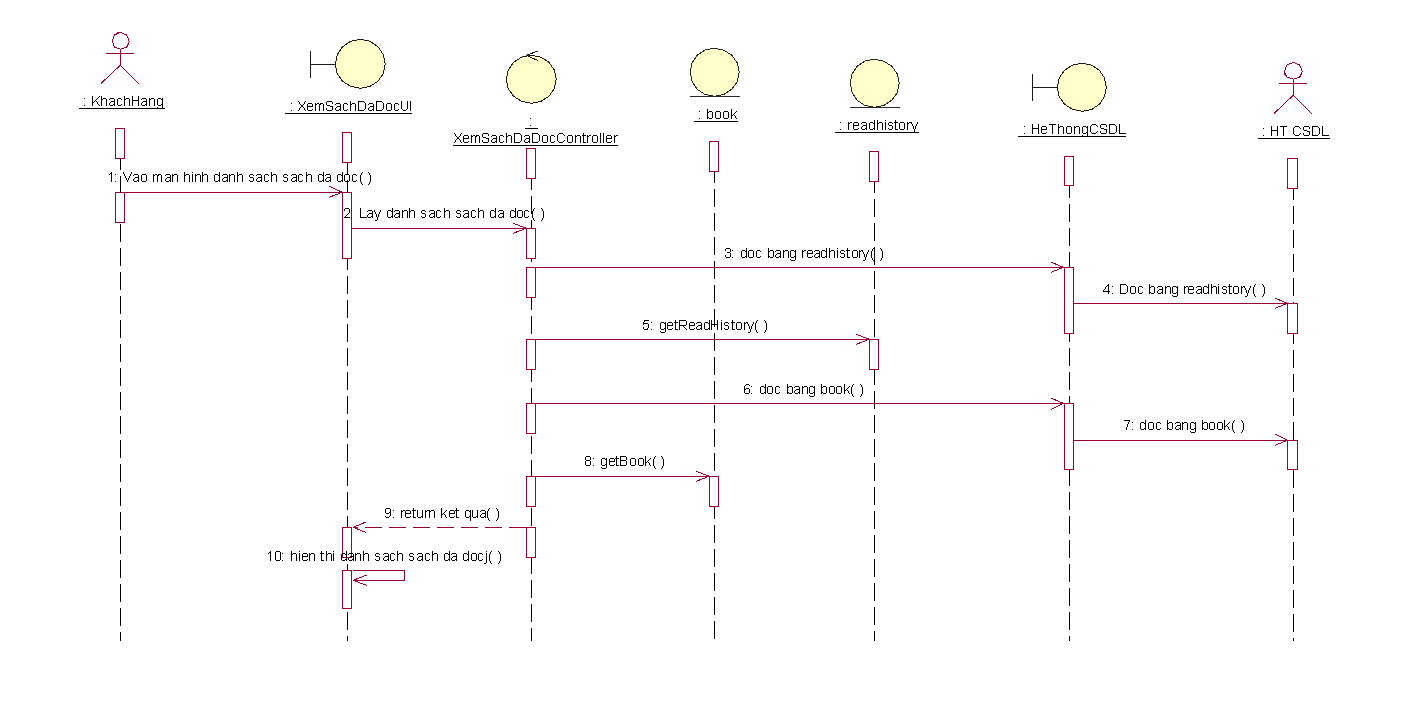 : KhachHang
: XemSachDaDocUI
:
XemSachDaDocController
: book
: readhistory
: HeThongCSDL
: HT CSDL
1: Vao man hinh danh sach sach da doc( )
2: Lay danh sach sach da doc( )
3: doc bang readhistory( )
4: Doc bang readhistory( )
5: getReadHistory( )
6: doc bang book( )
7: doc bang book( )
8: getBook( )
9: return ket qua( )
10: hien thi danh sach sach da docj( )